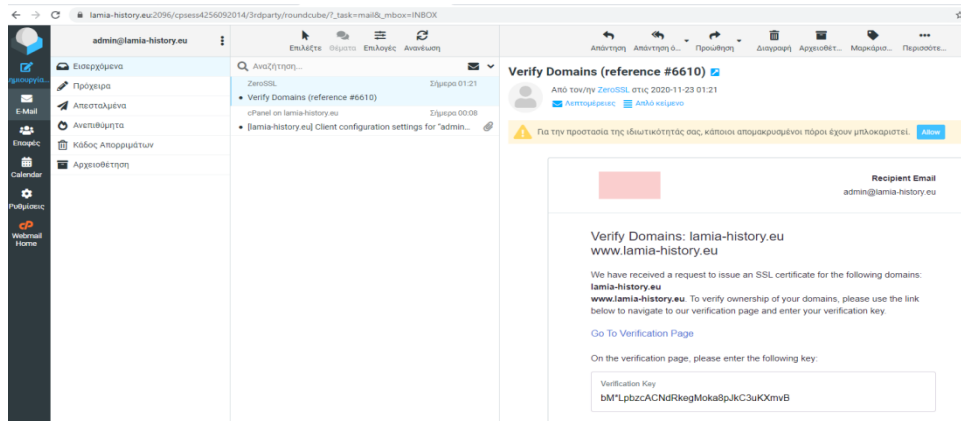 lamia-history.eu:2096/cpsess4256092014/3rdparty/roundcube/?_task=mail&_mbox=INBOX
admin@lamia-history.eu
Επιλέξτε Θέματα Επιλογές Ανανέωση
Απάντηση Απάντηση ό... Προώθηση Διαγραφή Αρχειοθέτ... Μαρκάρισ... Περισσότε...
E-Mail
Επαφές
Calendar
Ρυθμίσεις
Webmail
Home
Εισερχόμενα
Πρόχειρα
Απεσταλμένα
Ανεπιθύμητα
Κάδος Απορριμάτων
Αρχειοθέτηση
Αναζήτηση...
ZeroSSL Σήμερα 01:21
• Verify Domains (reference #6610)
cPanel on lamia-history.eu Σήμερα 00:08
• [lamia-history.eu] Client configuration settings for "admin...
Verify Domains (reference #6610)
Από τον/ην ZeroSSL στις 2020-11-23 01:21
Λεπτομέρειες Απλό κείμενο
Για την προστασία της ιδιωτικότητάς σας, κάποιοι απομακρυσμένοι πόροι έχουν μπλοκαριστεί. Allow
Recipient Email
admin@lamia-history.eu
Verify Domains: lamia-history.eu
www.lamia-history.eu
We have received a request to issue an SSL certificate for the following domains:
lamia-history.eu
www.lamia-history.eu. To verify ownership of your domains, please use the link
below to navigate to our verification page and enter your verification key.
Go To Verification Page
On the verification page, please enter the following key:
Verification Key
bM*LpbzcACNdRkegMoka8pJkC3uKXmvB